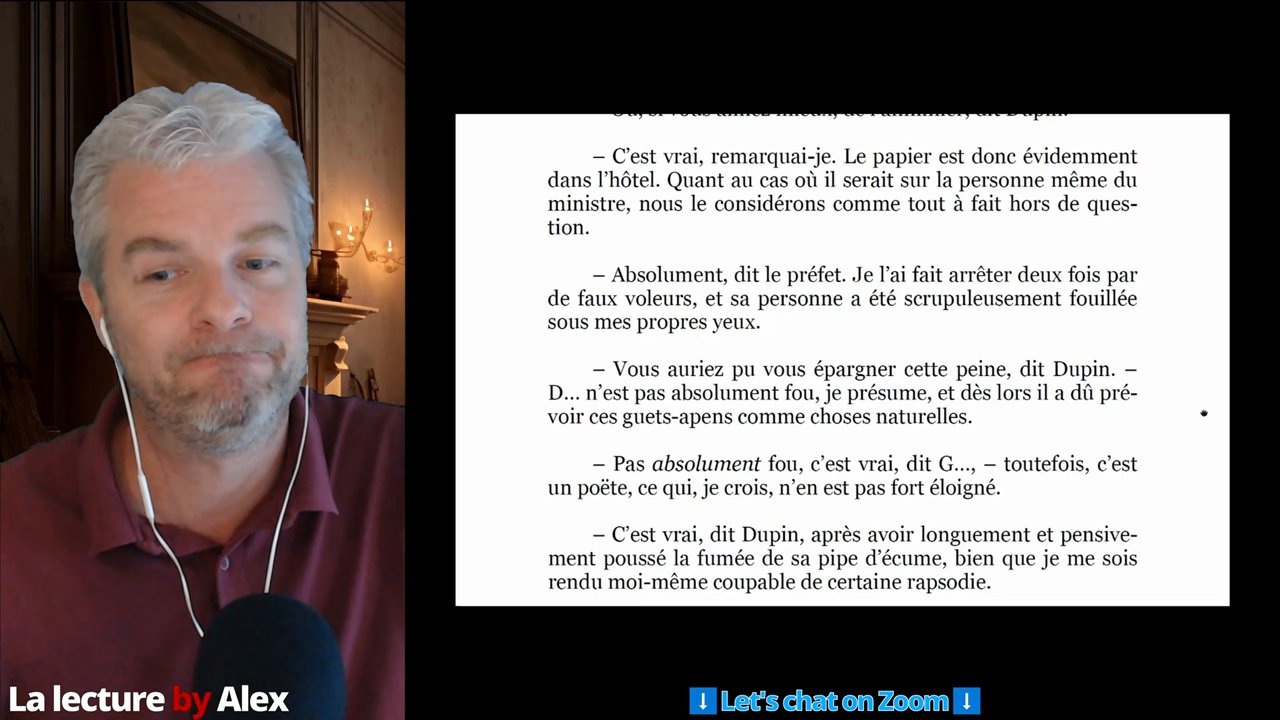 – C’est vrai, remarquai-je. Le papier est donc évidemment
dans l’hôtel. Quant au cas où il serait sur la personne même du
ministre, nous le considérons comme tout à fait hors de ques-
tion.
– Absolument, dit le préfet. Je l’ai fait arrêter deux fois par
de faux voleurs, et sa personne a été scrupuleusement fouillée
sous mes propres yeux.
– Vous auriez pu vous épargner cette peine, dit Dupin. –
D… n’est pas absolument fou, je présume, et dès lors il a dû pré-
voir ces guets-apens comme choses naturelles.
– Pas absolument fou, c’est vrai, dit G…, – toutefois, c’est
un poëte, ce qui, je crois, n’en est pas fort éloigné.
– C’est vrai, dit Dupin, après avoir longuement et pensive-
ment poussé la fumée de sa pipe d’écume, bien que je me sois
rendu moi-même coupable de certaine rapsodie.
La lecture by Alex
Let's chat on Zoom